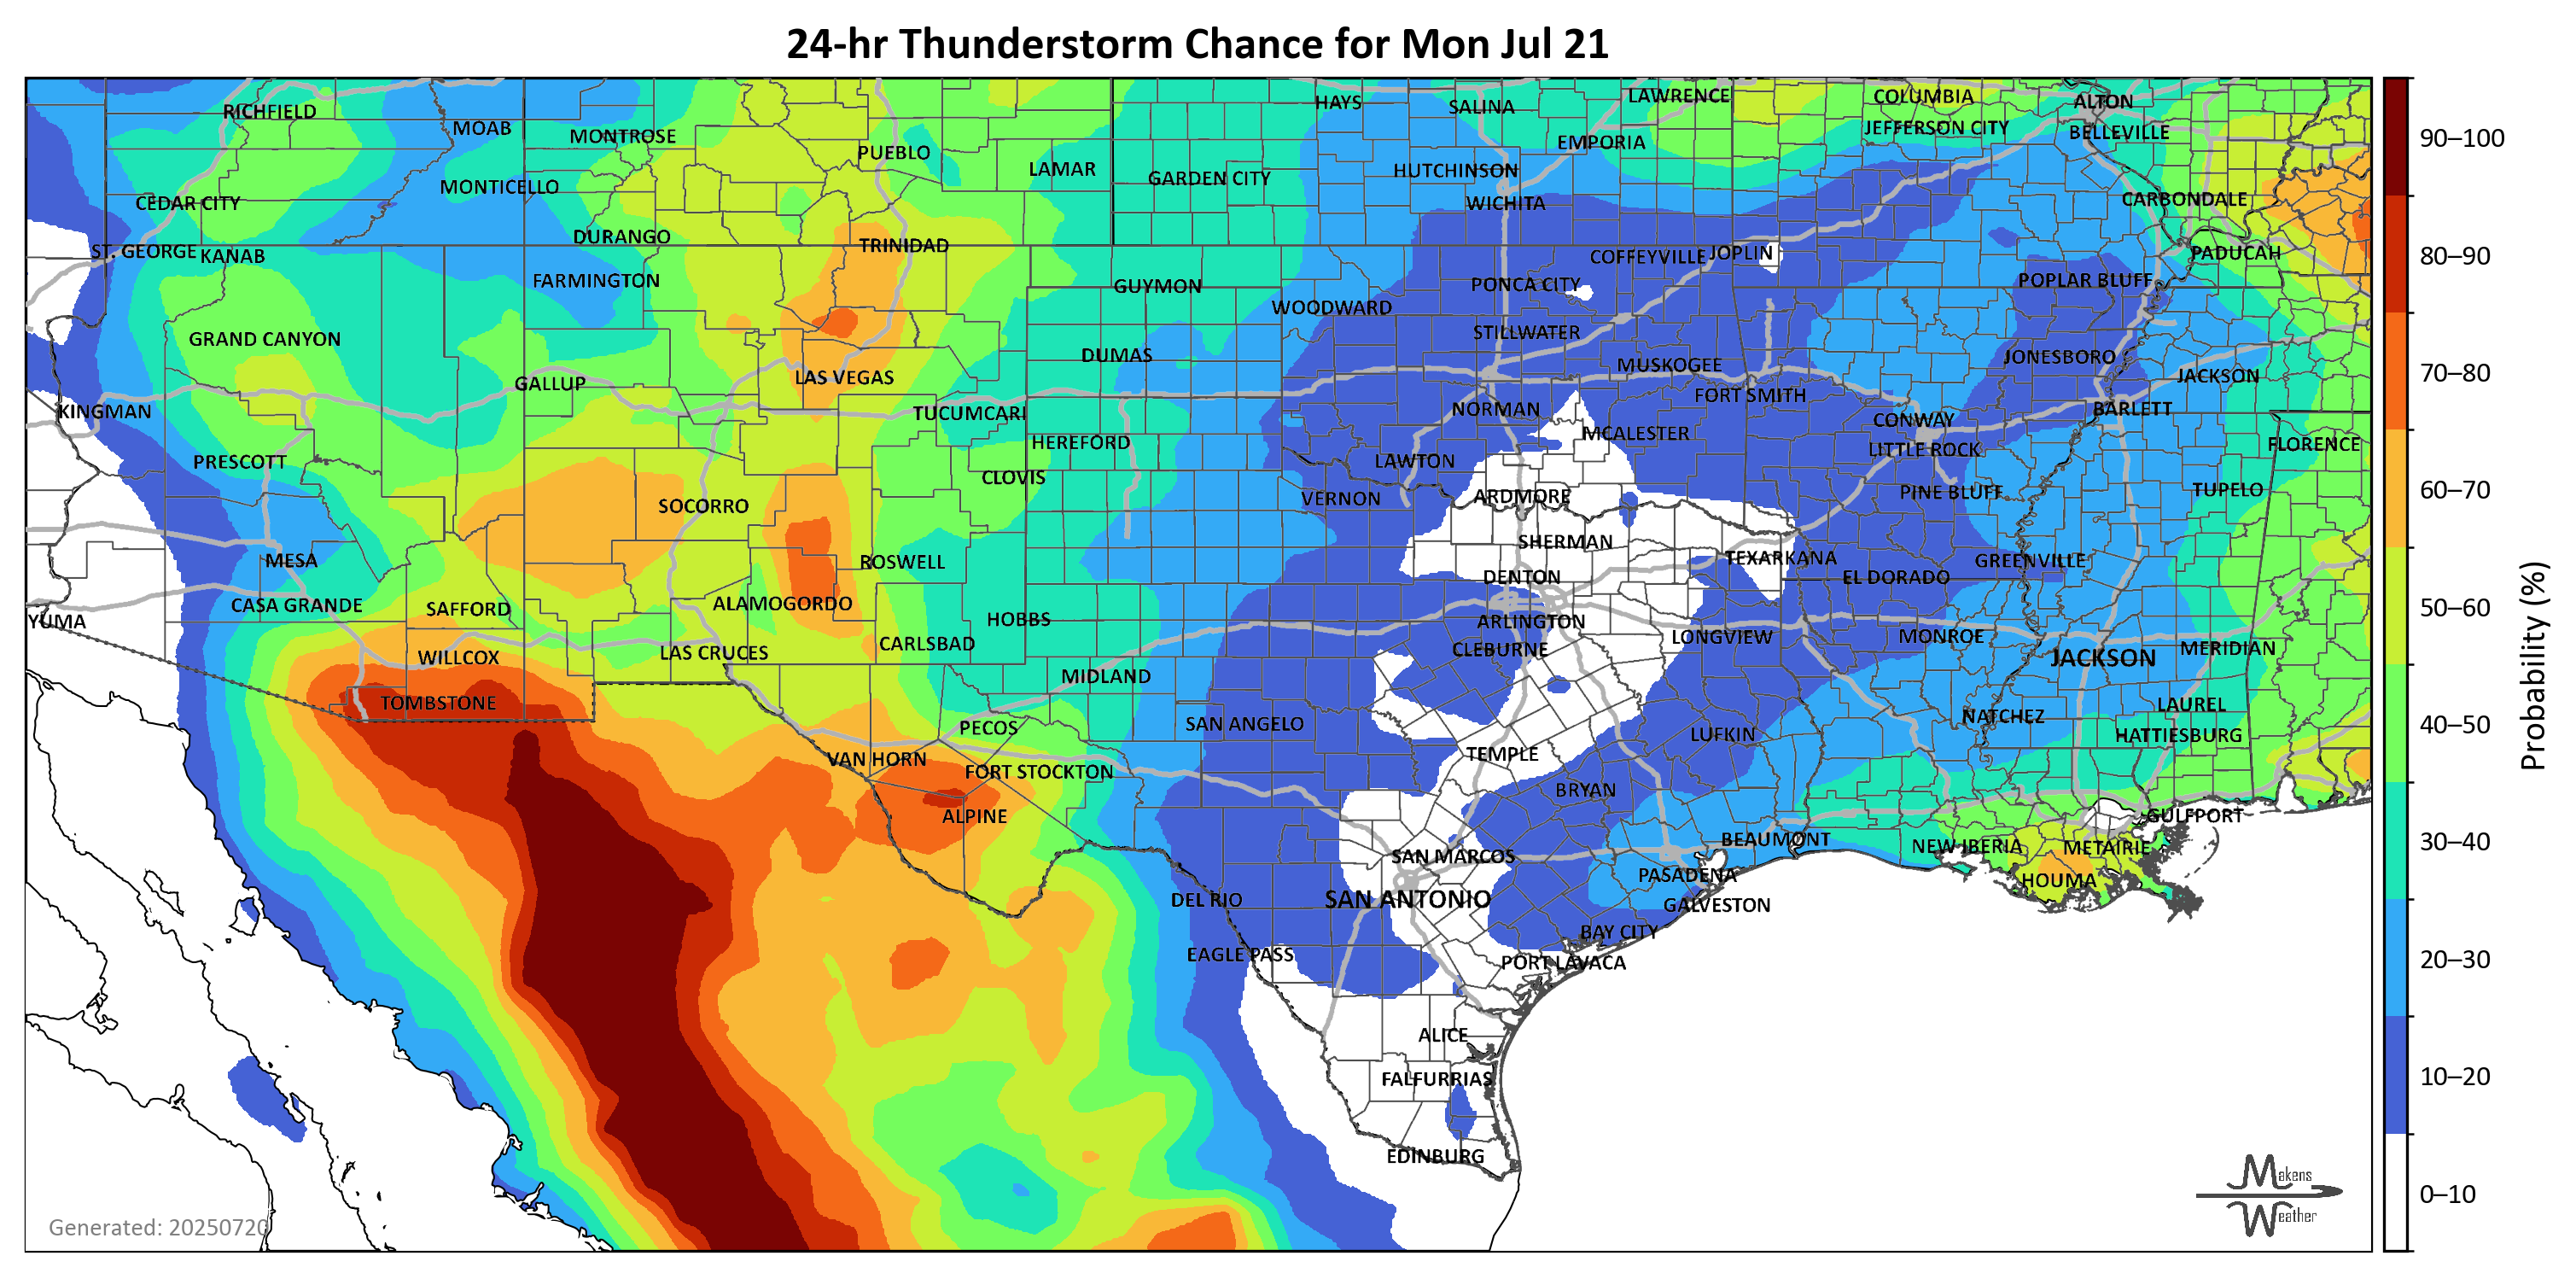 24-hr Thunderstorm Chance for Mon Jul 21
RICHFIELD
MOAB
MONTROSE
PUEBLO
LAMAR
HAYS
SALINA
LAWRENCE
COLUMBIA
ALTON
JEFFERSON CITY
BELLEVILLE
EMPORIA
HUTCHINSON
GARDEN CITY
MONTICELLO
CEDAR CITY
WICHITA
CARBONDALE
DURANGO
TRINIDAD
ST. GEORGE
KANAB
COFFEYVILLE
JOPLIN
PADUCAH
FARMINGTON
GUYMON
PONCA CITY
POPLAR BLUFF
WOODWARD
STILLWATER
GRAND CANYON
DUMAS
MUSKOGEE
JONESBORO
JACKSON
GALLUP
LAS VEGAS
FORT SMITH
KINGMAN
TUCUMCARI
NORMAN
CONWAY
BARLETT
HEREFORD
MCALESTER
LITTLE ROCK
FLORENCE
PRESCOTT
CLOVIS
LAWTON
VERNON
ARDMORE
PINE BLUFF
TUPELO
SOCORRO
MESA
ROSWELL
SHERMAN
TEXARKANA
GREENVILLE
DENTON
EL DORADO
CASA GRANDE
SAFFORD
ALAMOGORDO
YUMA
HOBBS
ARLINGTON
CARLSBAD
LONGVIEW
MONROE
WILLCOX
LAS CRUCES
CLEBURNE
JACKSON
MERIDIAN
MIDLAND
TOMBSTONE
PECOS
SAN ANGELO
LUFKIN
NATCHEZ
LAUREL
HATTIESBURG
VAN HORN
FORT STOCKTON
TEMPLE
BRYAN
ALPINE
GULFPORT
BEAUMONT
NEW IBERIA
METAIRIE
SAN MARCOS
PASADENA
HOUMA
DEL RIO
SAN ANTONIO
GALVESTON
BAY CITY
EAGLE PASS
PORT LAVACA
ALICE
FALFURRIAS
EDINBURG
Generated: 20250720
Makens
Weather
90–100
80–90
70–80
60–70
50–60
40–50
30–40
20–30
10–20
0–10
Probability (%)